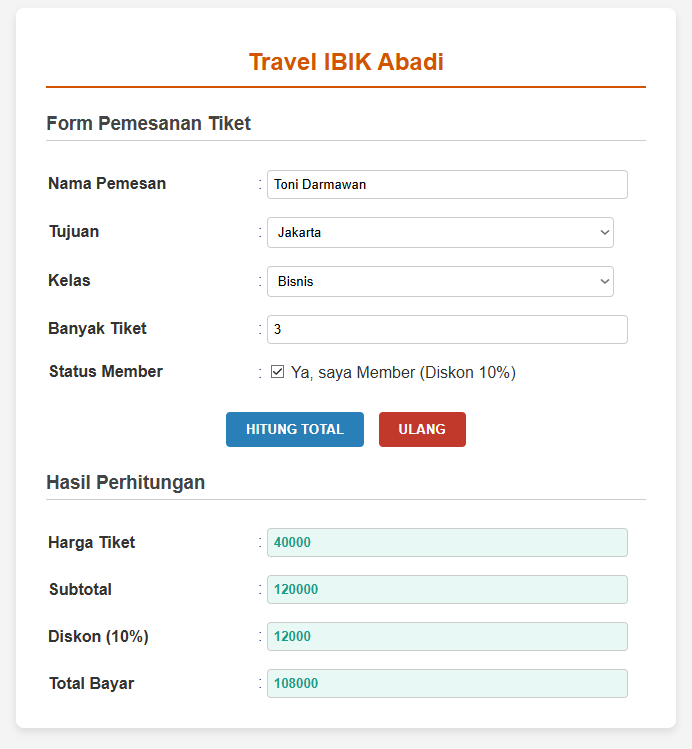 Travel IBIK Abadi
Form Pemesanan Tiket
Nama Pemesan : Toni Darmawan
Tujuan : Jakarta
Kelas : Bisnis
Banyak Tiket : 3
Status Member : Ya, saya Member (Diskon 10%)
HITUNG TOTAL ULANG
Hasil Perhitungan
Harga Tiket : 40000
Subtotal : 120000
Diskon (10%) : 12000
Total Bayar : 108000